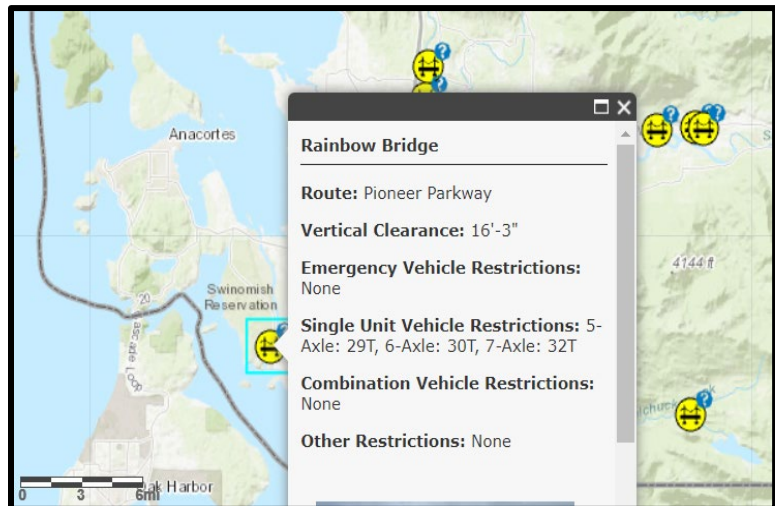 Anacortes
Swinomish
Reservation
20
Cascade Loop
Oak Harbor
0 3 6mi
4144 ft
Rainbow Bridge
Route: Pioneer Parkway
Vertical Clearance: 16'-3"
Emergency Vehicle Restrictions:
None
Single Unit Vehicle Restrictions: 5-
Axle: 29T, 6-Axle: 30T, 7-Axle: 32T
Combination Vehicle Restrictions:
None
Other Restrictions: None